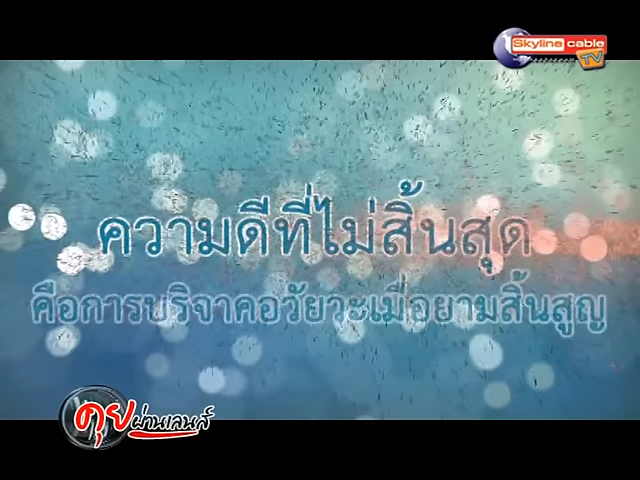 Skyline cable
TV
ความดีที่ไม่สิ้นสุด
คือการบริจาคอวัยวะเมื่อยามสิ้นสูญ
คุยผ่านเลนส์